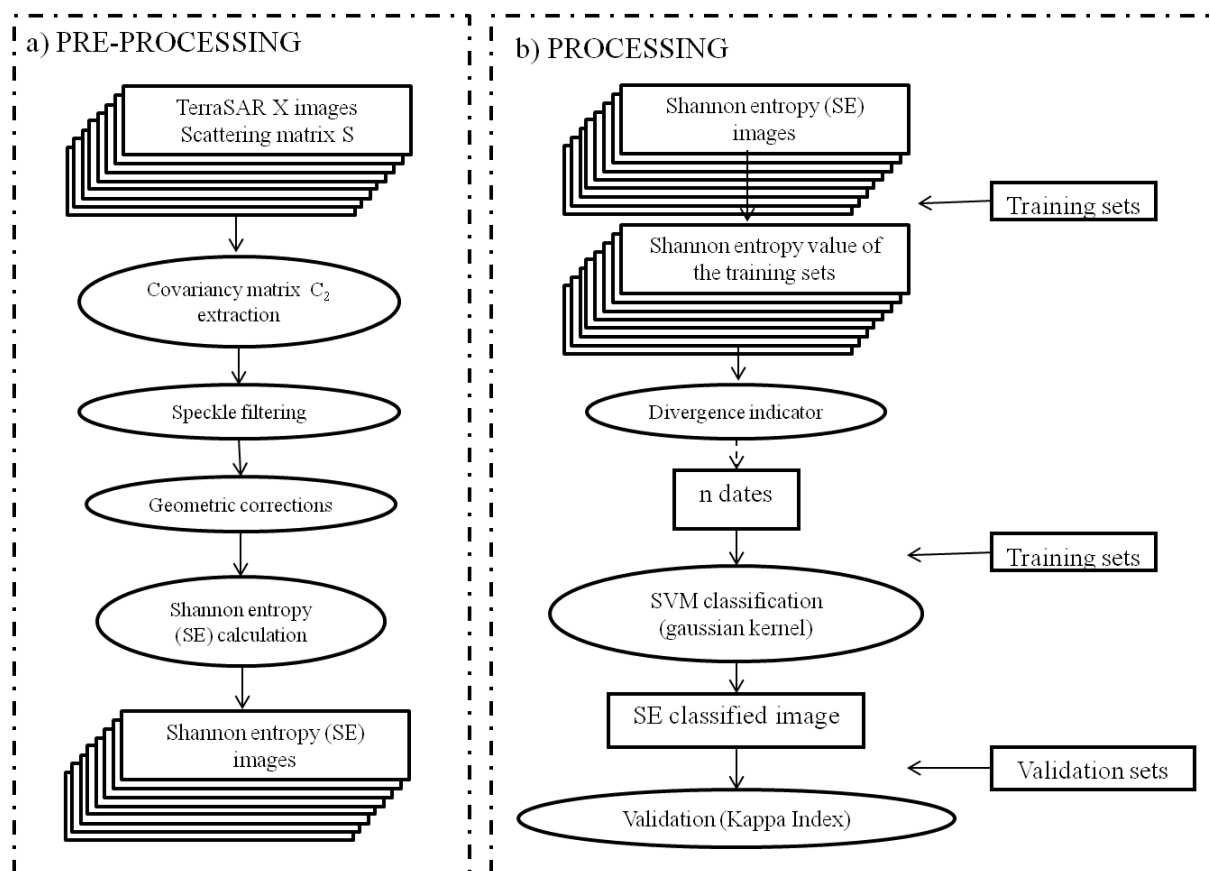 a) PRE-PROCESSING
TerraSAR X images
Scattering matrix S
Covariancy matrix C₂
extraction
Speckle filtering
Geometric corrections
Shannon entropy
(SE) calculation
Shannon entropy (SE)
images
b) PROCESSING
Shannon entropy (SE)
images
Training sets
Shannon entropy value of
the training sets
Divergence indicator
n dates
Training sets
SVM classification
(gaussian kernel)
SE classified image
Validation sets
Validation (Kappa Index)